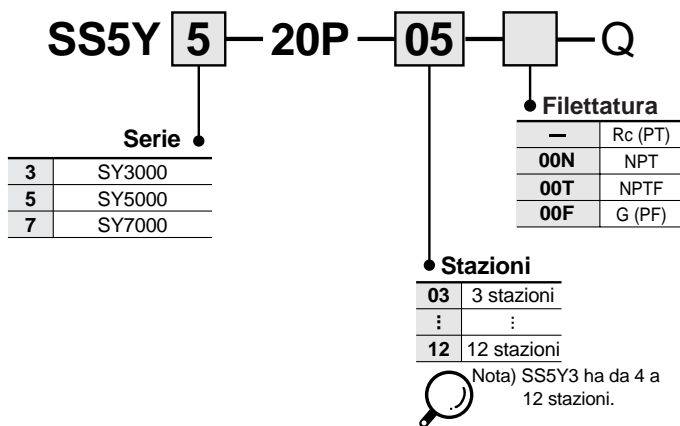 SS5Y 5 — 20P — 05 — — Q
Serie
3 SY3000
5 SY5000
7 SY7000
Filettatura
— Rc (PT)
00N NPT
00T NPTF
00F G (PF)
Stazioni
03 3 stazioni
⋮ ⋮
12 12 stazioni
Nota) SS5Y3 ha da 4 a
12 stazioni.